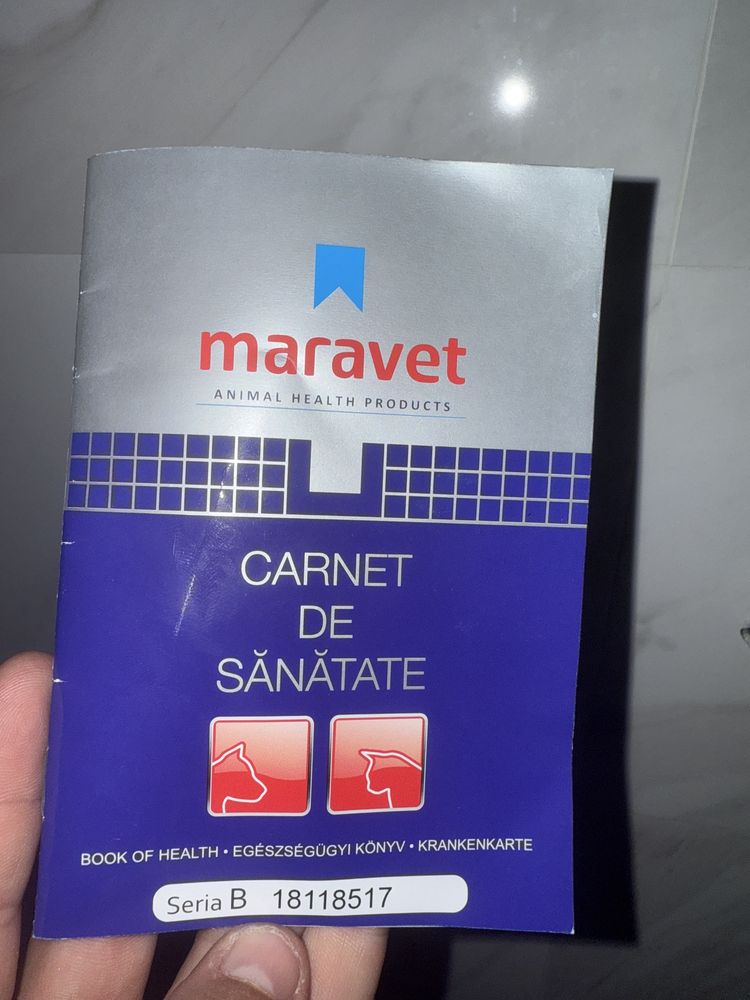 maravet
ANIMAL HEALTH PRODUCTS
CARNET
DE
SĂNĂTATE
BOOK OF HEALTH • EGÉSZSÉGÜGYI KÖNYV • KRANKENKARTE
Seria B 18118517